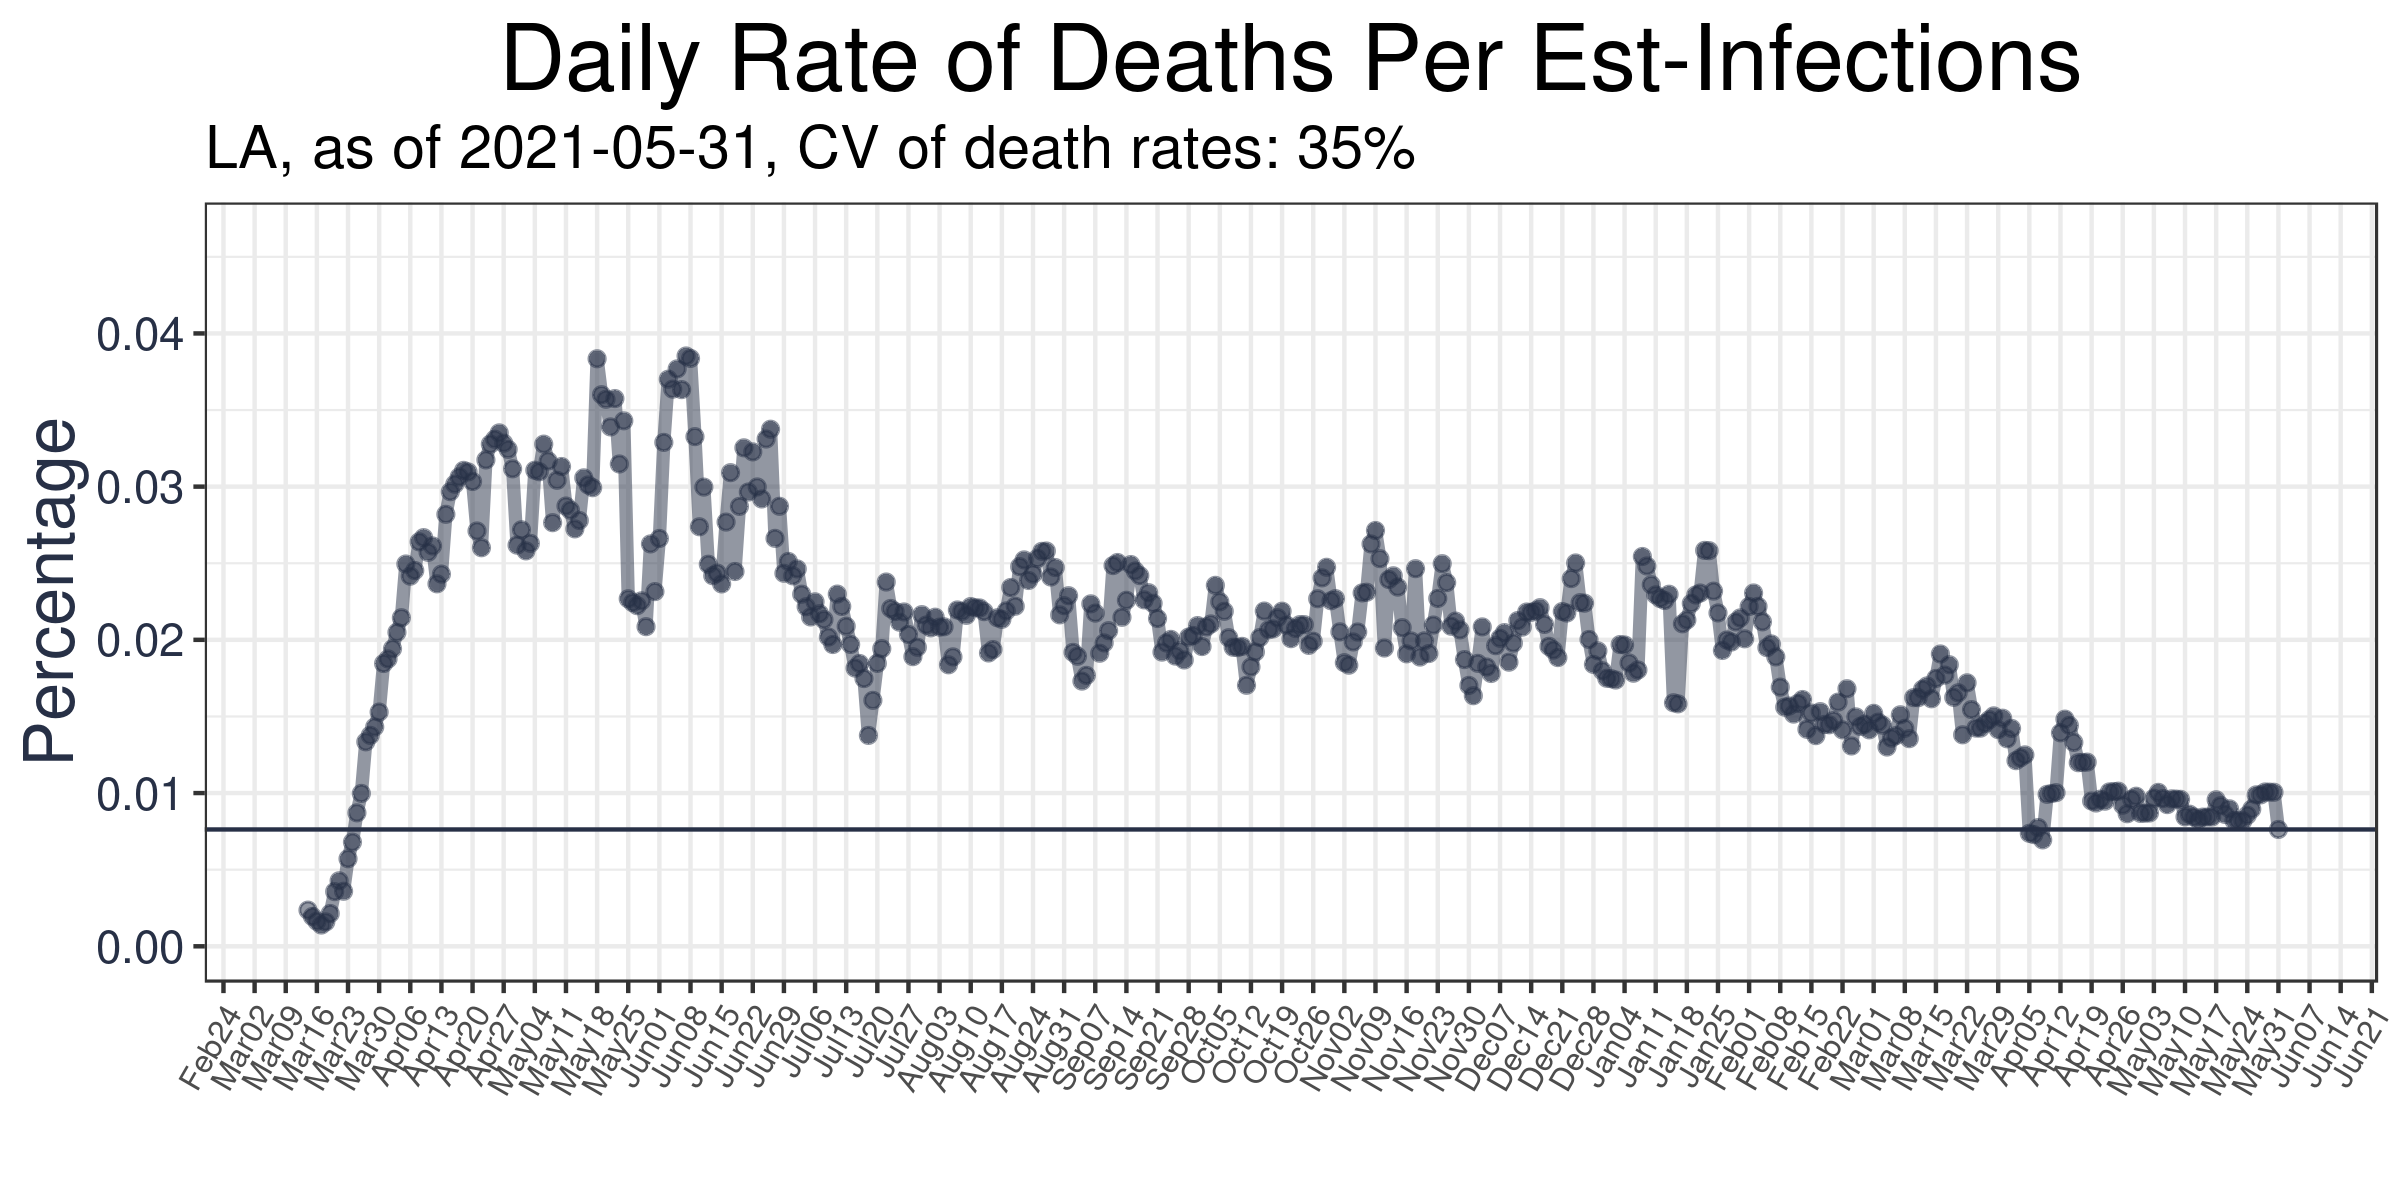 Daily Rate of Deaths Per Est-Infections
LA, as of 2021-05-31, CV of death rates: 35%
Percentage
0.04
0.03
0.02
0.01
0.00
Feb24
Mar02
Mar09
Mar16
Mar23
Mar30
Apr06
Apr13
Apr20
Apr27
May04
May11
May18
May25
Jun01
Jun08
Jun15
Jun22
Jun29
Jul06
Jul13
Jul20
Jul27
Aug03
Aug10
Aug17
Aug24
Aug31
Sep07
Sep14
Sep21
Sep28
Oct05
Oct12
Oct19
Oct26
Nov02
Nov09
Nov16
Nov23
Nov30
Dec07
Dec14
Dec21
Dec28
Jan04
Jan11
Jan18
Jan25
Feb01
Feb08
Feb15
Feb22
Mar01
Mar08
Mar15
Mar22
Mar29
Apr05
Apr12
Apr19
Apr26
May03
May10
May17
May24
May31
Jun07
Jun14
Jun21